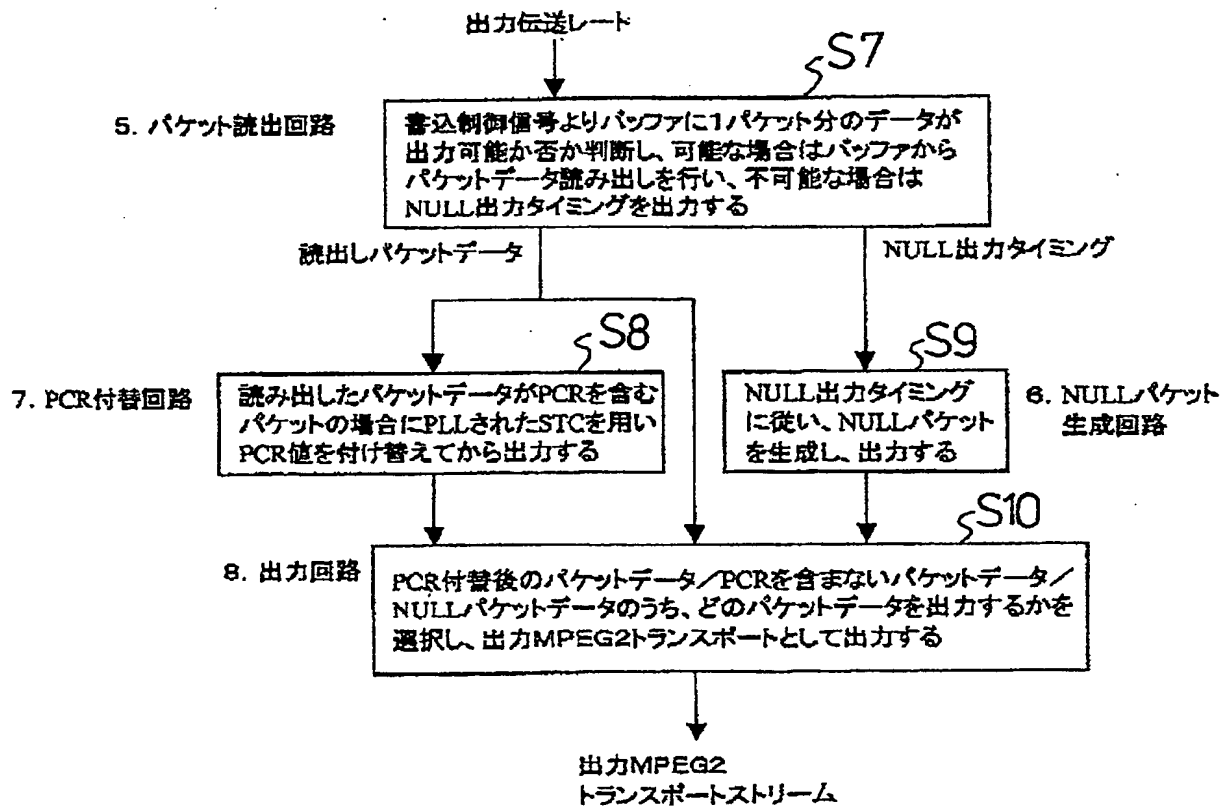 出力伝送レート
S7
5. パケット読出回路
書込制御信号よりバッファに1パケット分のデータが
出力可能か否か判断し、可能な場合はバッファから
パケットデータ読み出しを行い、不可能な場合は
NULL出力タイミングを出力する
読出しパケットデータ
NULL出力タイミング
S8
S9
7. PCR付替回路
読み出したパケットデータがPCRを含む
パケットの場合にPLLされたSTCを用い
PCR値を付け替えてから出力する
NULL出力タイミング
に従い、NULLパケット
を生成し、出力する
6. NULLパケット
生成回路
S10
8. 出力回路
PCR付替後のパケットデータ/PCRを含まないパケットデータ/
NULLパケットデータのうち、どのパケットデータを出力するかを
選択し、出力MPEG2トランスポートとして出力する
出力MPEG2
トランスポートストリーム